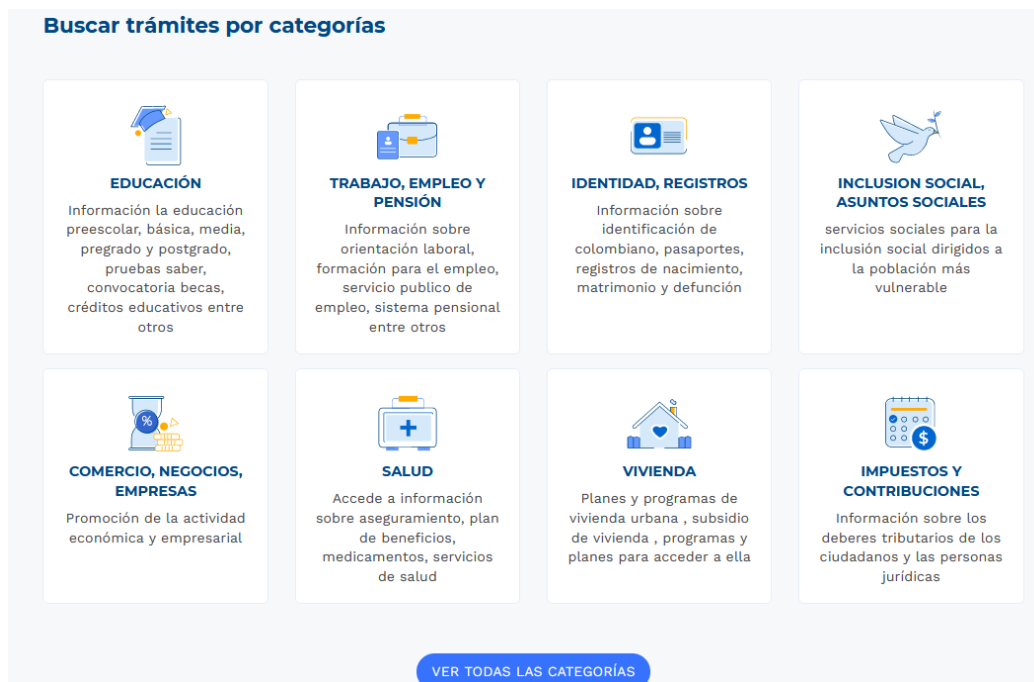 Buscar trámites por categorías
EDUCACIÓN
Información la educación
preescolar, básica, media,
pregrado y postgrado,
pruebas saber,
convocatoria becas,
créditos educativos entre
otros
TRABAJO, EMPLEO Y
PENSIÓN
Información sobre
orientación laboral,
formación para el empleo,
servicio publico de
empleo, sistema pensional
entre otros
IDENTIDAD, REGISTROS
Información sobre
identificación de
colombiano, pasaportes,
registros de nacimiento,
matrimonio y defunción
INCLUSION SOCIAL,
ASUNTOS SOCIALES
servicios sociales para la
inclusión social dirigidos a
la población más
vulnerable
%
COMERCIO, NEGOCIOS,
EMPRESAS
Promoción de la actividad
económica y empresarial
SALUD
Accede a información
sobre aseguramiento, plan
de beneficios,
medicamentos, servicios
de salud
VIVIENDA
Planes y programas de
vivienda urbana , subsidio
de vivienda , programas y
planes para acceder a ella
$
IMPUESTOS Y
CONTRIBUCIONES
Información sobre los
deberes tributarios de los
ciudadanos y las personas
jurídicas
VER TODAS LAS CATEGORÍAS